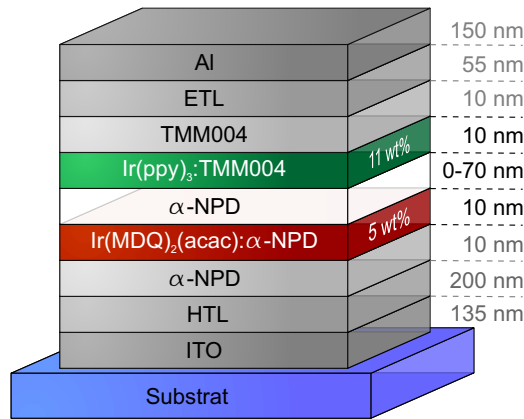 150 nm
Al
55 nm
ETL
10 nm
TMM004
10 nm
Ir(ppy)₃:TMM004
11 wt%
0-70 nm
α-NPD
10 nm
Ir(MDQ)₂(acac):α-NPD
5 wt%
10 nm
α-NPD
200 nm
HTL
135 nm
ITO
Substrat